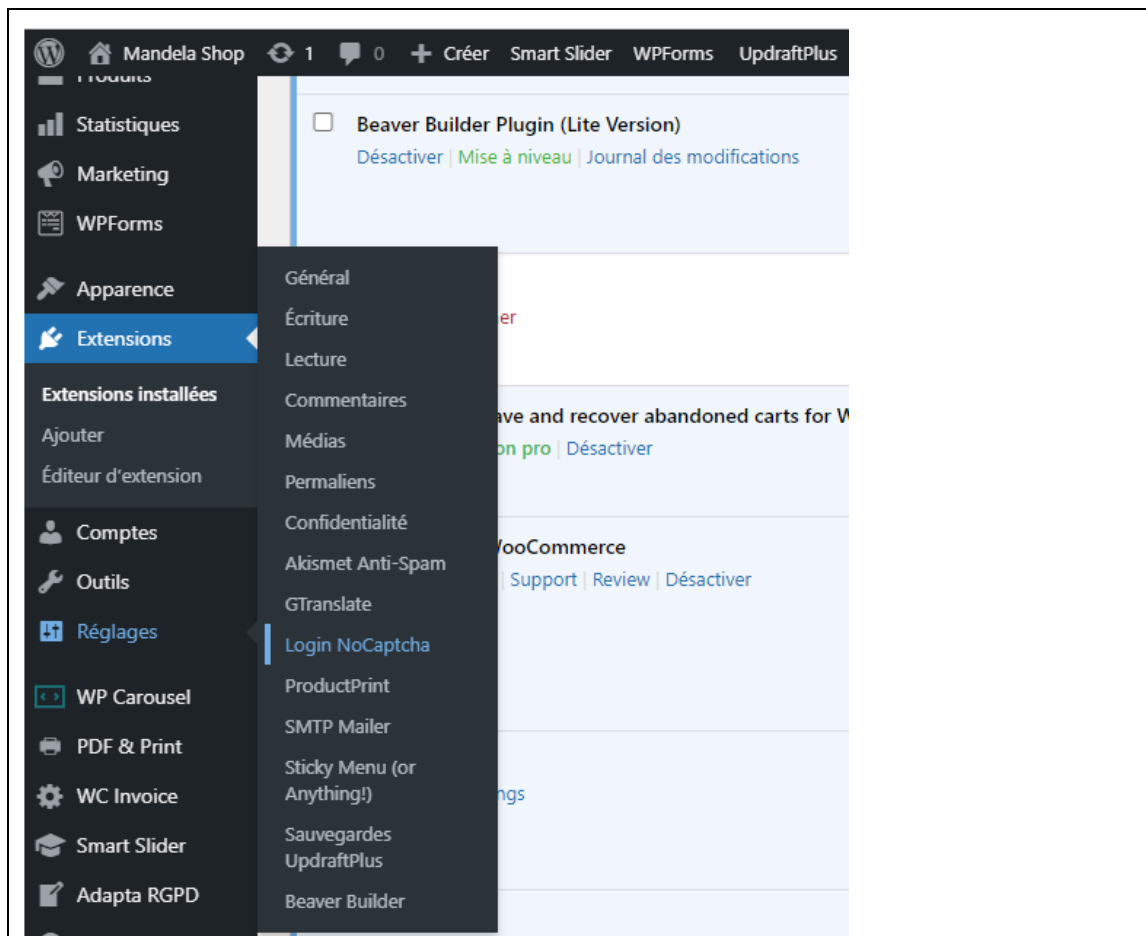 Mandela Shop 1 0 Créer Smart Slider WPForms UpdraftPlus
Produits
Statistiques
Marketing
WPForms
Apparence
Extensions
Extensions installées
Ajouter
Éditeur d'extension
Comptes
Outils
Réglages
WP Carousel
PDF & Print
WC Invoice
Smart Slider
Adapta RGPD
Général
Écriture
Lecture
Commentaires
Médias
Permaliens
Confidentialité
Akismet Anti-Spam
GTranslate
Login NoCaptcha
ProductPrint
SMTP Mailer
Sticky Menu (or
Anything!)
Sauvegardes
UpdraftPlus
Beaver Builder
Beaver Builder Plugin (Lite Version)
Désactiver | Mise à niveau | Journal des modifications
er
ave and recover abandoned carts for W
on pro | Désactiver
WooCommerce
| Support | Review | Désactiver
ngs